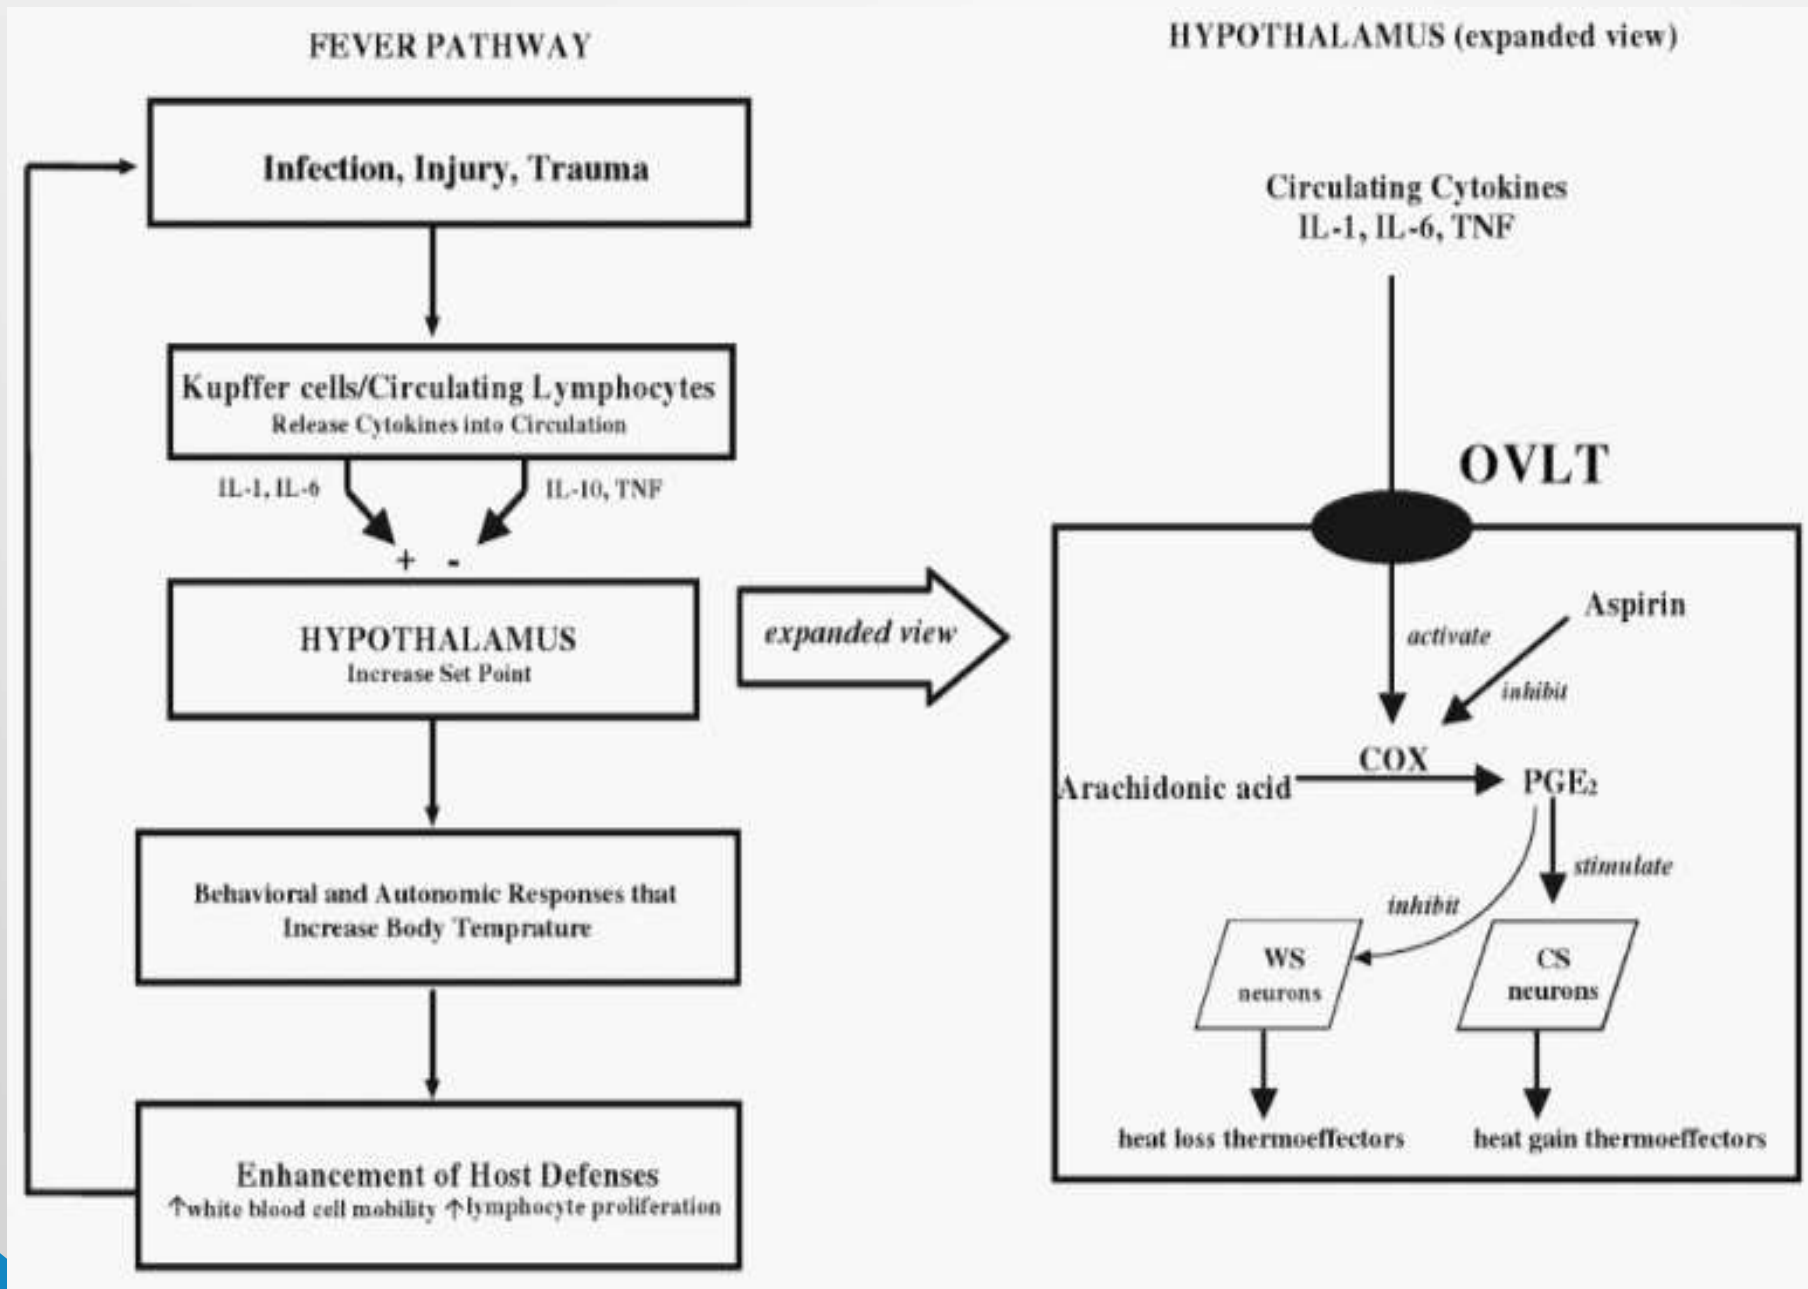 FEVER PATHWAY
Infection, Injury, Trauma
Kupffer cells/Circulating Lymphocytes
Release Cytokines into Circulation
IL-1, IL-6
IL-10, TNF
+ -
HYPOTHALAMUS
Increase Set Point
expanded view
Behavioral and Autonomic Responses that
Increase Body Temprature
Enhancement of Host Defenses
↑white blood cell mobility ↑lymphocyte proliferation
HYPOTHALAMUS (expanded view)
Circulating Cytokines
IL-1, IL-6, TNF
OVLT
Aspirin
activate
inhibit
COX
Arachidonic acid
PGE₂
stimulate
inhibit
WS
neurons
CS
neurons
heat loss thermoeffectors
heat gain thermoeffectors